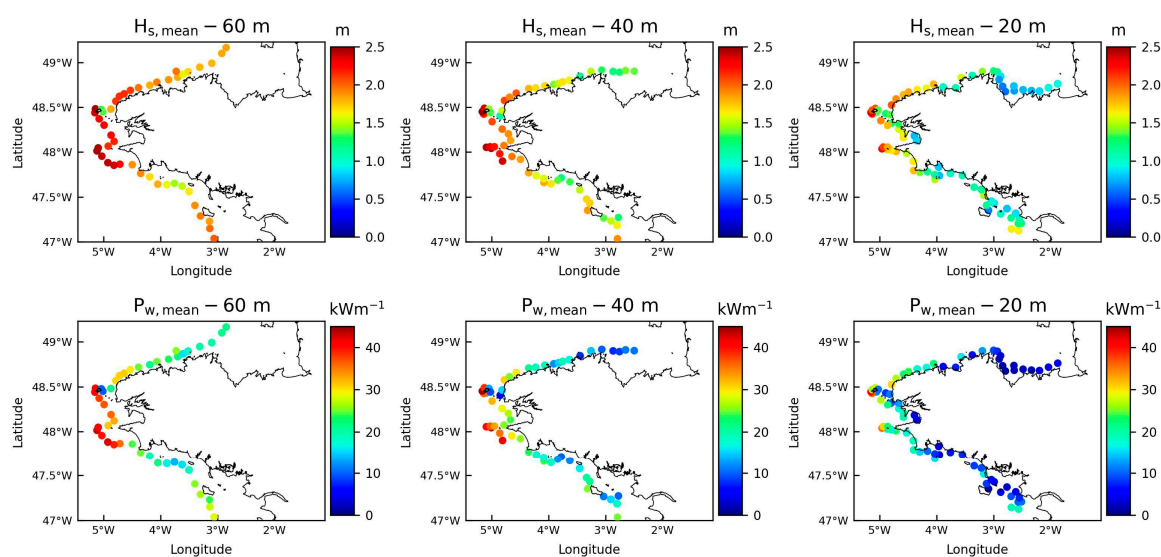 H_s,mean − 60 m
m
H_s,mean − 40 m
m
H_s,mean − 20 m
m
49°W
48.5°W
48°W
47.5°W
47°W
5°W
4°W
3°W
2°W
Latitude
Longitude
2.5
2.0
1.5
1.0
0.5
0.0
49°W
48.5°W
48°W
47.5°W
47°W
5°W
4°W
3°W
2°W
Latitude
Longitude
2.5
2.0
1.5
1.0
0.5
0.0
49°W
48.5°W
48°W
47.5°W
47°W
5°W
4°W
3°W
2°W
Latitude
Longitude
2.5
2.0
1.5
1.0
0.5
0.0
P_w,mean − 60 m
kWm⁻¹
P_w,mean − 40 m
kWm⁻¹
P_w,mean − 20 m
kWm⁻¹
49°W
48.5°W
48°W
47.5°W
47°W
5°W
4°W
3°W
2°W
Latitude
Longitude
40
30
20
10
0
49°W
48.5°W
48°W
47.5°W
47°W
5°W
4°W
3°W
2°W
Latitude
Longitude
40
30
20
10
0
49°W
48.5°W
48°W
47.5°W
47°W
5°W
4°W
3°W
2°W
Latitude
Longitude
40
30
20
10
0